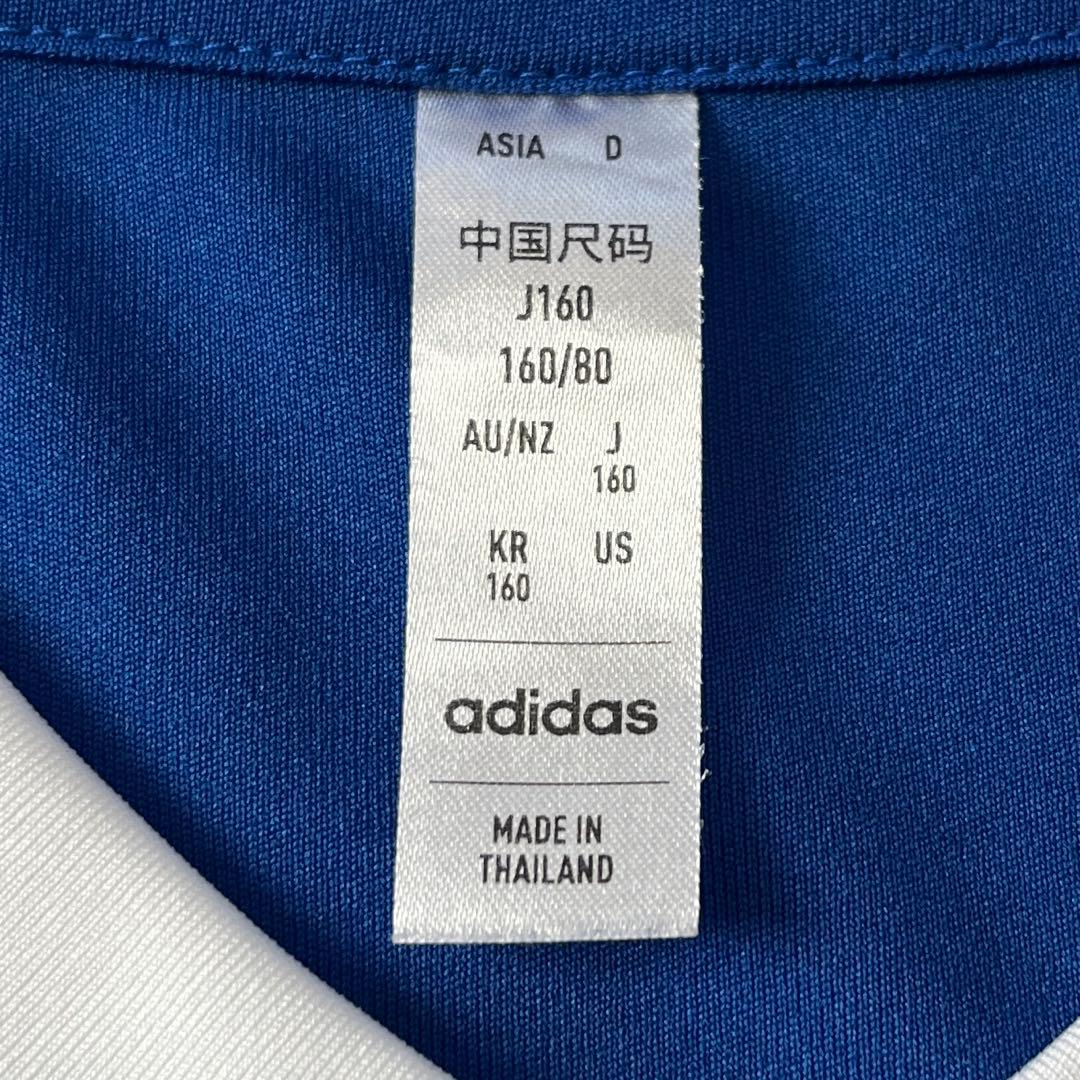 ASIA D
中国尺码
J160
160/80
AU/NZ J
160
KR US
160
adidas
MADE IN
THAILAND